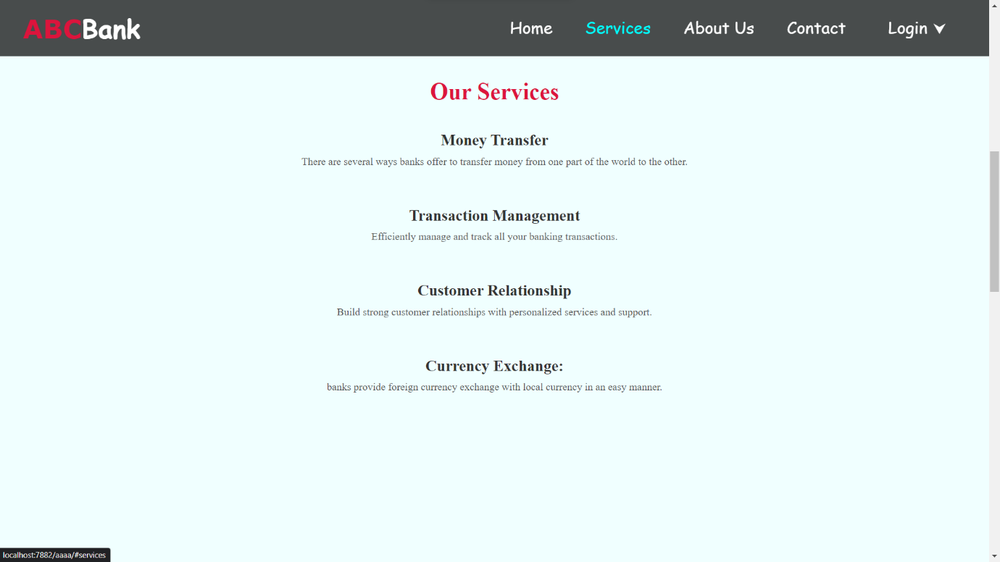 ABCBank
Home Services About Us Contact Login
Our Services
Money Transfer
There are several ways banks offer to transfer money from one part of the world to the other.
Transaction Management
Efficiently manage and track all your banking transactions.
Customer Relationship
Build strong customer relationships with personalized services and support.
Currency Exchange:
banks provide foreign currency exchange with local currency in an easy manner.
localhost:7882/aaaa/#services